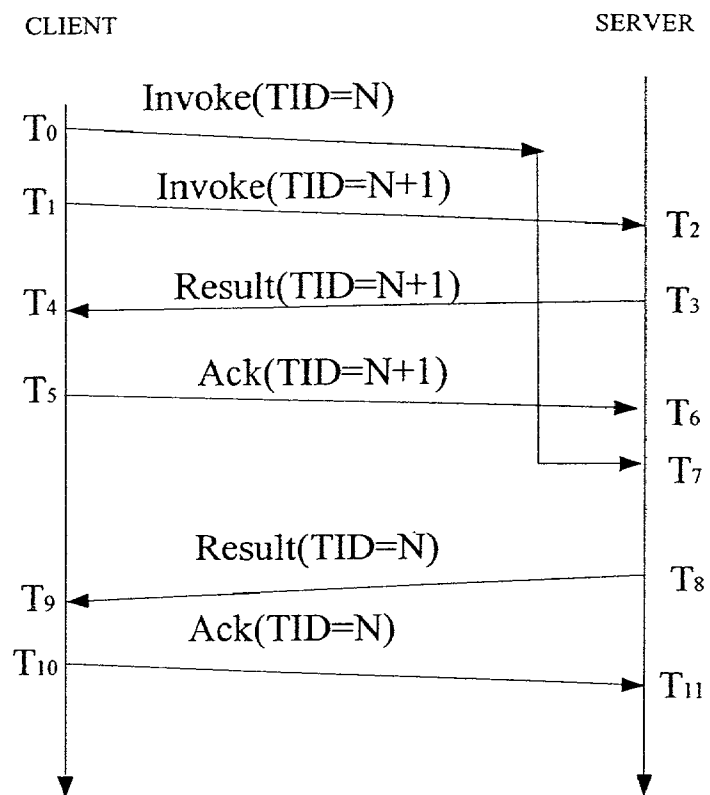 CLIENT
SERVER
Invoke(TID=N)
T0
Invoke(TID=N+1)
T1
T2
Result(TID=N+1)
T4
T3
Ack(TID=N+1)
T5
T6
T7
Result(TID=N)
T8
T9
Ack(TID=N)
T10
T11